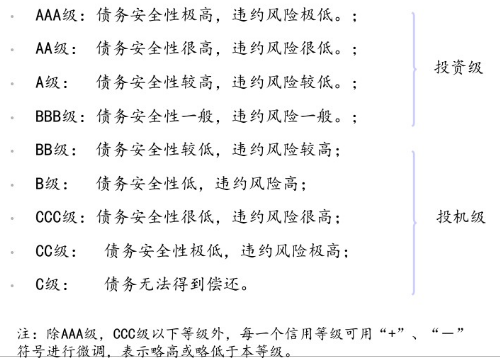 AAA级：债务安全性极高，违约风险极低。；
AA级：债务安全性很高，违约风险很低。；
A级： 债务安全性较高，违约风险较低。；
投资级
BBB级：债务安全性一般，违约风险一般。；
BB级：债务安全性较低，违约风险较高；
B级： 债务安全性低，违约风险高；
CCC级：债务安全性很低，违约风险很高；
投机级
CC级： 债务安全性极低，违约风险极高；
C级： 债务无法得到偿还。
注：除AAA级，CCC级以下等级外，每一个信用等级可用“+”、“－”
符号进行微调，表示略高或略低于本等级。